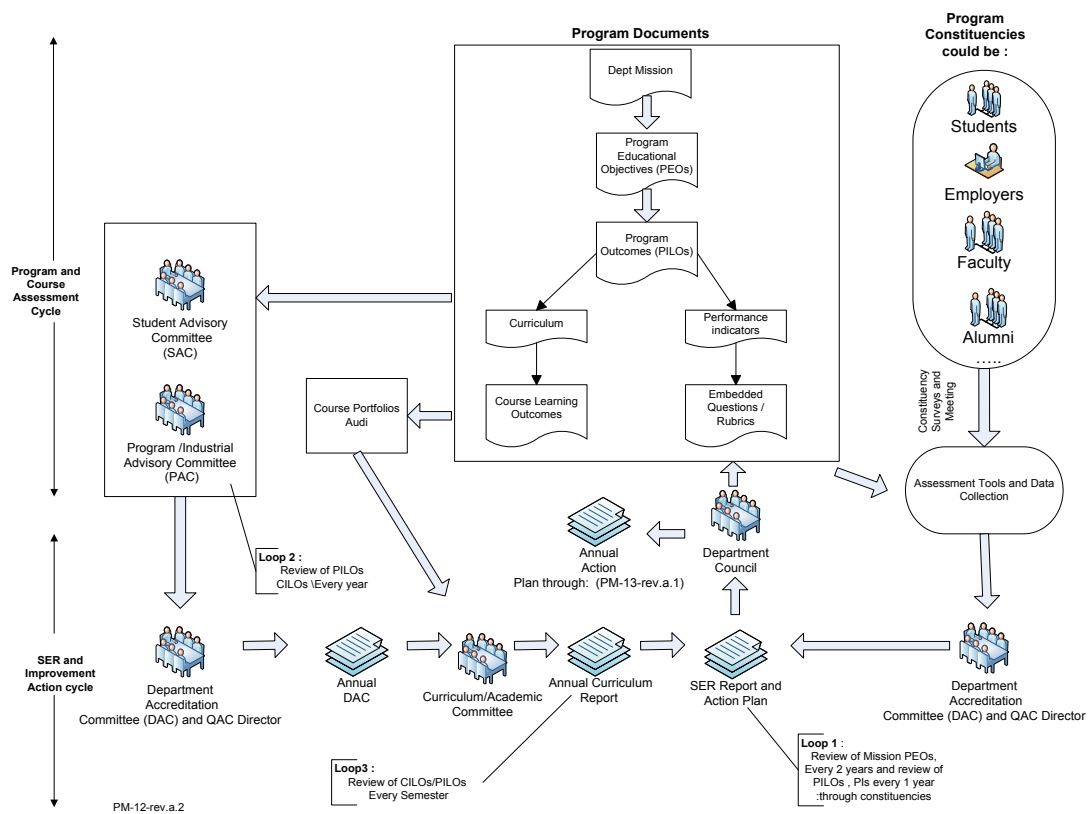 Program Documents
Program
Constituencies
could be :
Dept Mission
Program
Educational
Objectives (PEOs)
Program
Outcomes (PILOs)
Curriculum
Performance
indicators
Course Learning
Outcomes
Embedded
Questions /
Rubrics
Students
Employers
Faculty
Alumni
.....
Constituency
Surveys and
Meeting
Assessment Tools and Data
Collection
Program and
Course
Assessment
Cycle
Student Advisory
Committee
(SAC)
Program /Industrial
Advisory Committee
(PAC)
Course Portfolios
Audi
Loop 2 :
Review of PILOs
CILOs \Every year
Annual
Action
Plan through: (PM-13-rev.a.1)
Department
Council
SER and
Improvement
Action cycle
Department
Accreditation
Committee (DAC) and QAC Director
Annual
DAC
Curriculum/Academic
Committee
Annual Curriculum
Report
SER Report and
Action Plan
Department
Accreditation
Committee (DAC) and QAC Director
Loop3 :
Review of CILOs/PILOs
Every Semester
Loop 1 :
Review of Mission PEOs,
Every 2 years and review of
PILOs , PIs every 1 year
:through constituencies
PM-12-rev.a.2